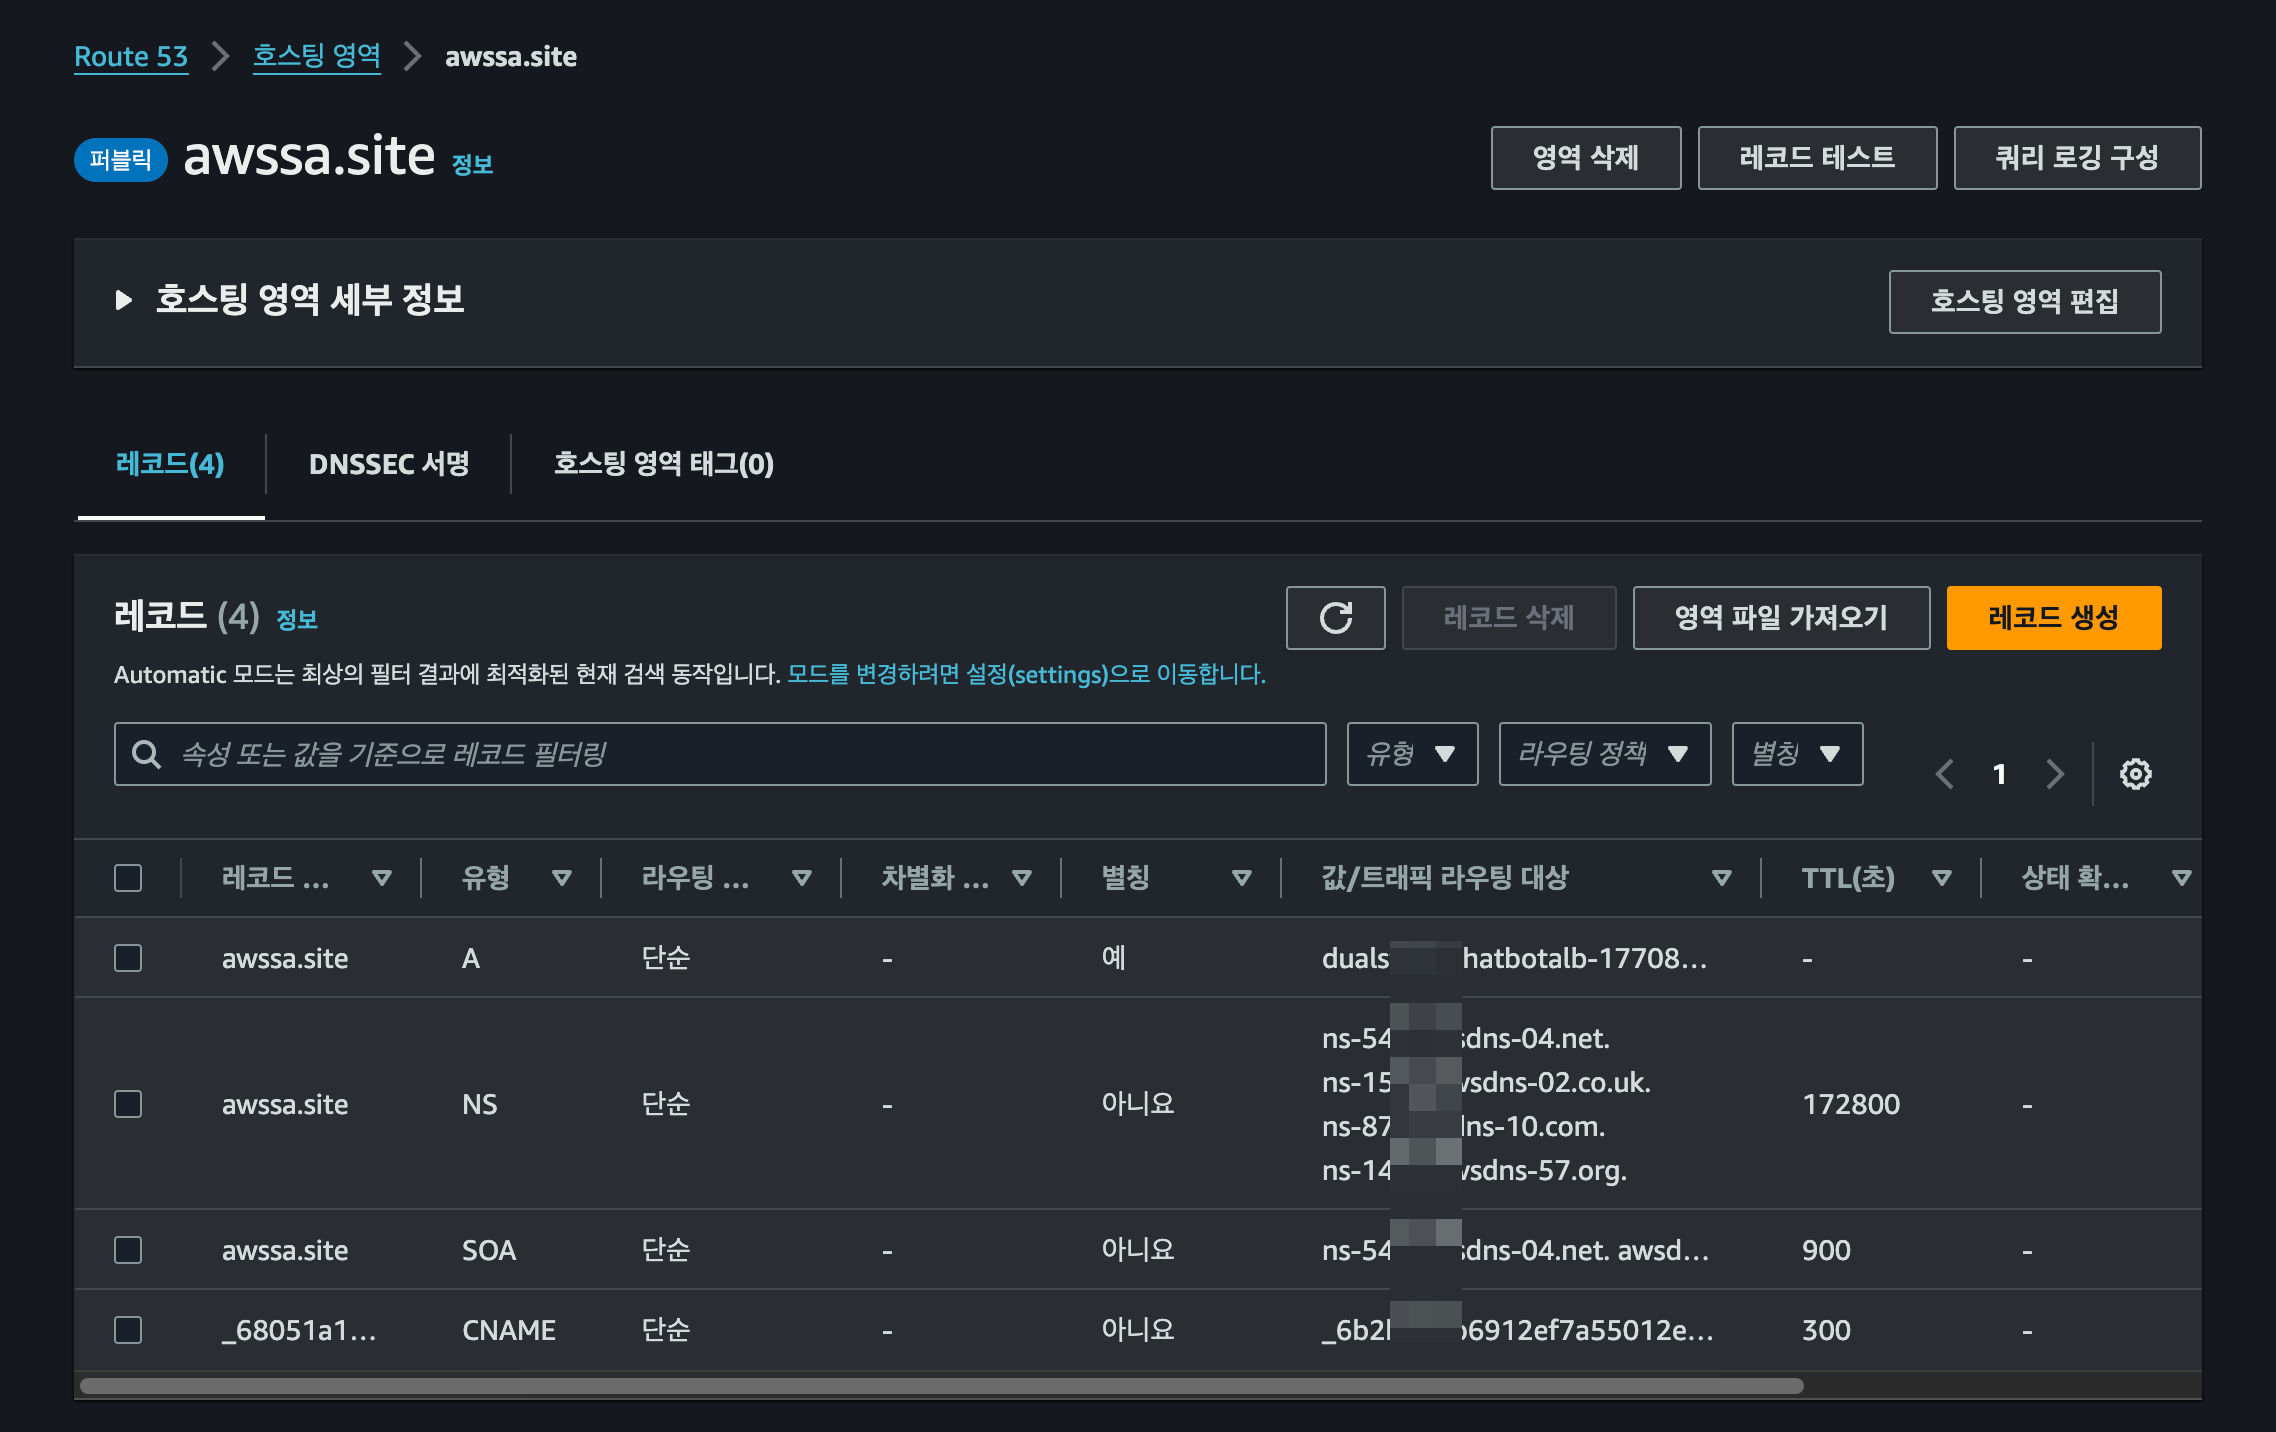 Route 53 > 호스팅 영역 > awssa.site
퍼블릭 awssa.site 정보
영역 삭제 레코드 테스트 쿼리 로깅 구성
호스팅 영역 세부 정보
호스팅 영역 편집
레코드(4) DNSSEC 서명 호스팅 영역 태그(0)
레코드 (4) 정보
레코드 삭제 영역 파일 가져오기 레코드 생성
Automatic 모드는 최상의 필터 결과에 최적화된 현재 검색 동작입니다. 모드를 변경하려면 설정(settings)으로 이동합니다.
속성 또는 값을 기준으로 레코드 필터링 유형 라우팅 정책 별칭 1
레코드 ... 유형 라우팅 ... 차별화 ... 별칭 값/트래픽 라우팅 대상 TTL(초) 상태 확...
awssa.site A 단순 - 예 duals hatbotalb-17708... - -
ns-54 sdns-04.net.
ns-15 wsdns-02.co.uk.
awssa.site NS 단순 - 아니요 172800 -
ns-87 dns-10.com.
ns-14 wsdns-57.org.
awssa.site SOA 단순 - 아니요 ns-54 sdns-04.net. awsd... 900 -
_68051a1... CNAME 단순 - 아니요 _6b2 6912ef7a55012e... 300 -